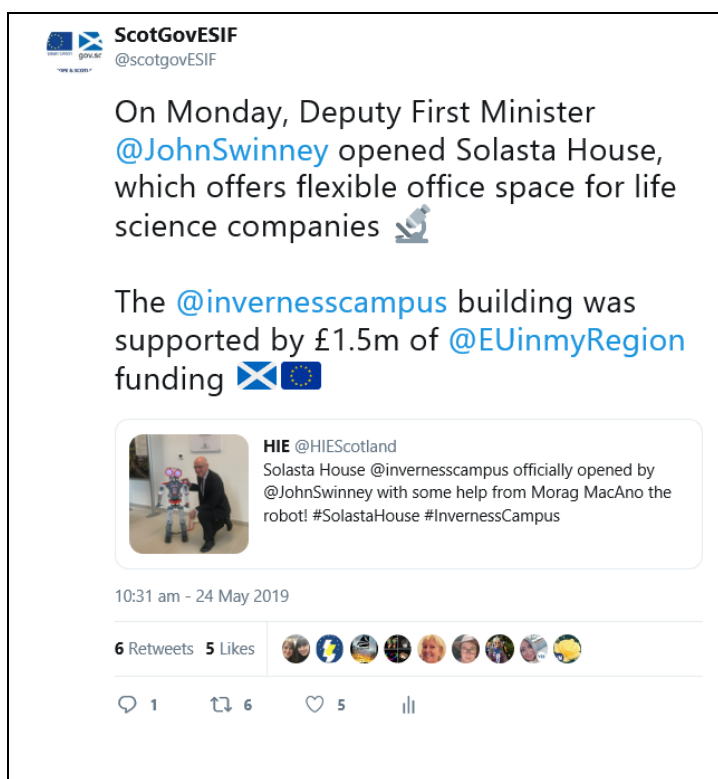 ScotGovESIF
@scotgovESIF
gov.sc
On Monday, Deputy First Minister
@JohnSwinney opened Solasta House,
which offers flexible office space for life
science companies 🔬
The @invernesscampus building was
supported by £1.5m of @EUinmyRegion
funding 🏴󠁧󠁢󠁳󠁣󠁴󠁿🇪🇺
HIE @HIEScotland
Solasta House @invernesscampus officially opened by
@JohnSwinney with some help from Morag MacAno the
robot! #SolastaHouse #InvernessCampus
10:31 am - 24 May 2019
6 Retweets 5 Likes
1 6 5